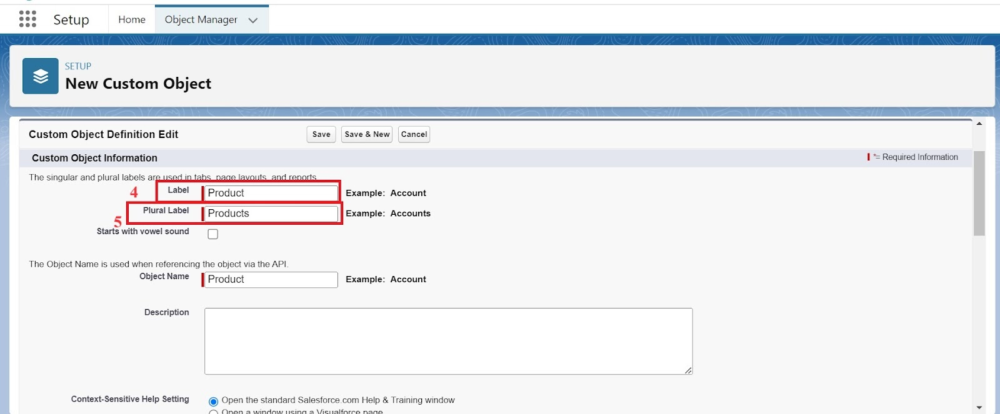 Setup Home Object Manager
SETUP
New Custom Object
Custom Object Definition Edit Save Save & New Cancel
Custom Object Information *= Required Information
The singular and plural labels are used in tabs, page layouts, and reports.
4 Label Product Example: Account
5 Plural Label Products Example: Accounts
Starts with vowel sound
The Object Name is used when referencing the object via the API.
Object Name Product Example: Account
Description
Context-Sensitive Help Setting Open the standard Salesforce.com Help & Training window
Open a window using a Visualforce page